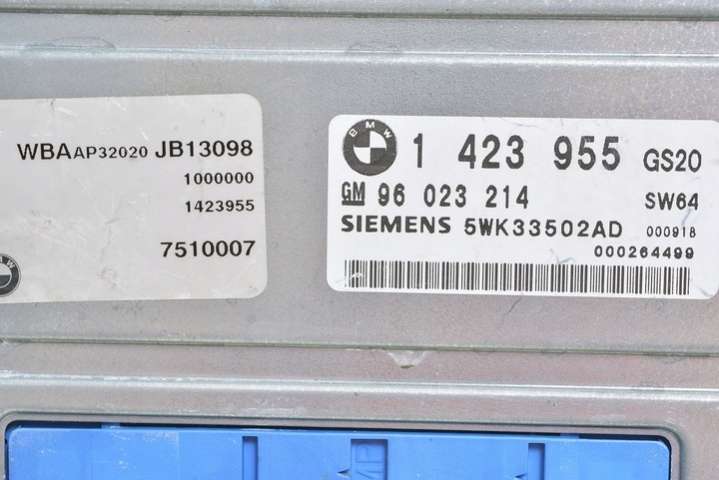 WBAAP32020 JB13098
1000000
1423955
7510007
BMW
1 423 955 GS20
GM 96 023 214 SW64
SIEMENS 5WK33502AD 000918
000264499